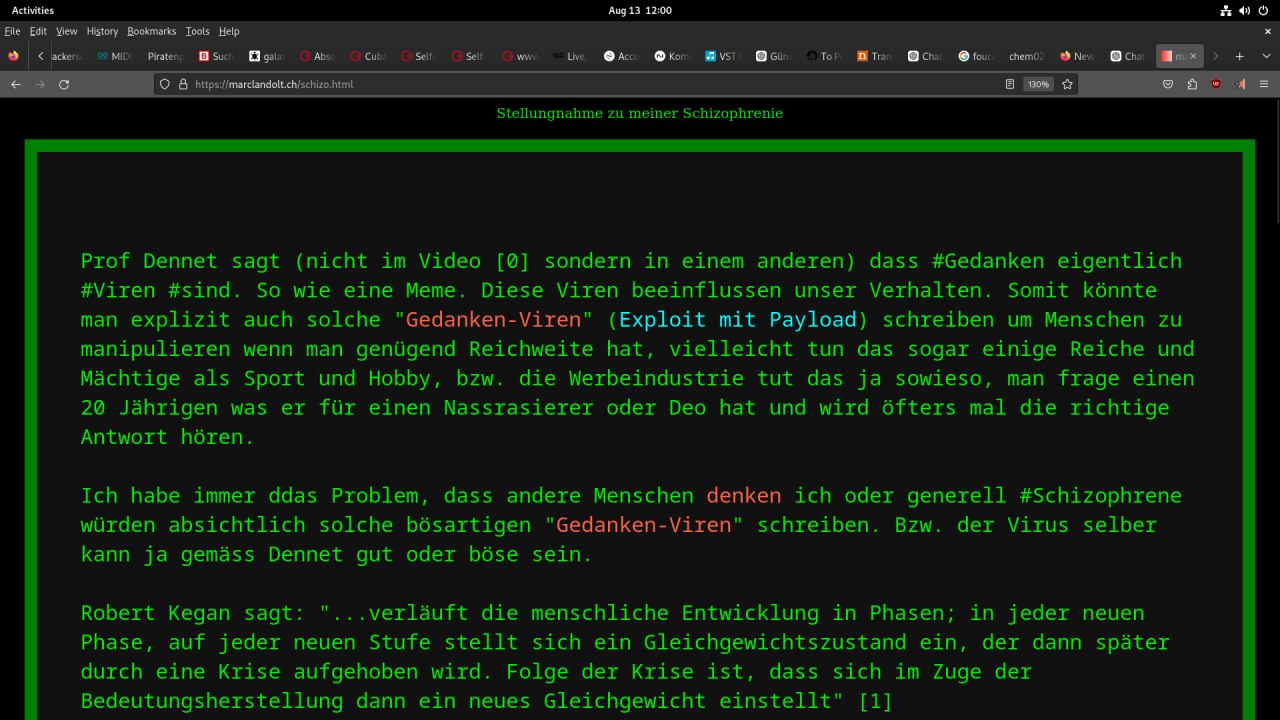 Activities
Aug 13 12:00
File Edit View History Bookmarks Tools Help
ackers MIDI Piratenp Such gala Abso Cuba Self- Self- www Live, Acco Kom VST Gün To P Tran Chat fouc chem02 New Chat m
https://marclandolt.ch/schizo.html
130%
Stellungnahme zu meiner Schizophrenie
Prof Dennet sagt (nicht im Video [0] sondern in einem anderen) dass #Gedanken eigentlich
#Viren #sind. So wie eine Meme. Diese Viren beeinflussen unser Verhalten. Somit könnte
man explizit auch solche "Gedanken-Viren" (Exploit mit Payload) schreiben um Menschen zu
manipulieren wenn man genügend Reichweite hat, vielleicht tun das sogar einige Reiche und
Mächtige als Sport und Hobby, bzw. die Werbeindustrie tut das ja sowieso, man frage einen
20 Jährigen was er für einen Nassrasierer oder Deo hat und wird öfters mal die richtige
Antwort hören.
Ich habe immer ddas Problem, dass andere Menschen denken ich oder generell #Schizophrene
würden absichtlich solche bösartigen "Gedanken-Viren" schreiben. Bzw. der Virus selber
kann ja gemäss Dennet gut oder böse sein.
Robert Kegan sagt: "...verläuft die menschliche Entwicklung in Phasen; in jeder neuen
Phase, auf jeder neuen Stufe stellt sich ein Gleichgewichtszustand ein, der dann später
durch eine Krise aufgehoben wird. Folge der Krise ist, dass sich im Zuge der
Bedeutungsherstellung dann ein neues Gleichgewicht einstellt" [1]